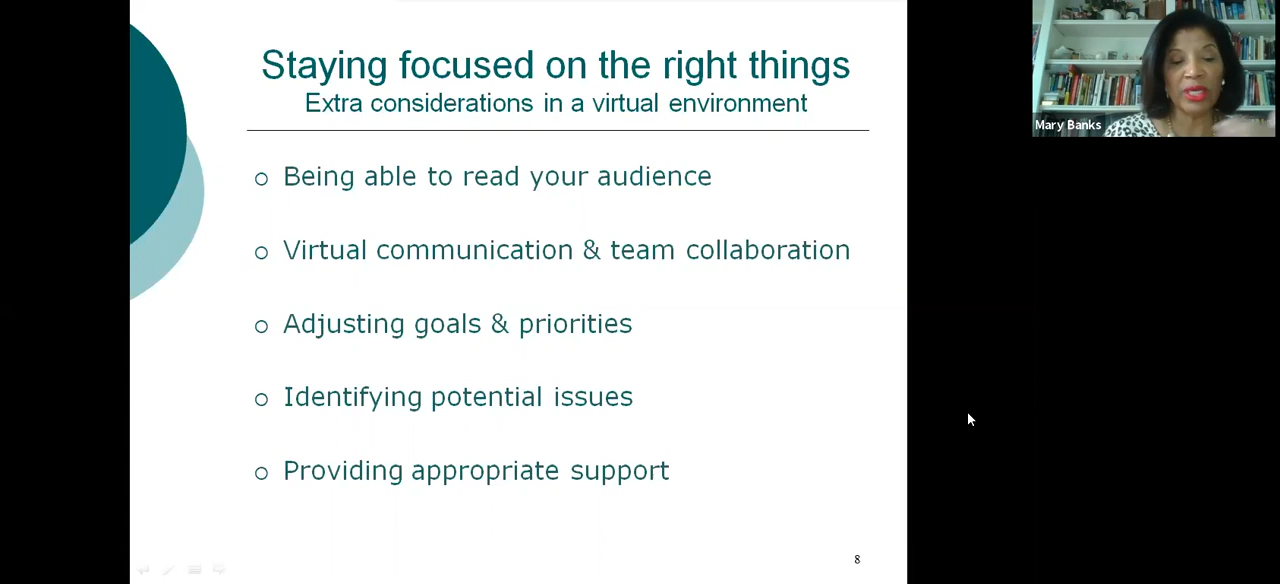 Staying focused on the right things
Extra considerations in a virtual environment
Being able to read your audience
Virtual communication & team collaboration
Adjusting goals & priorities
Identifying potential issues
Providing appropriate support
8
Mary Banks